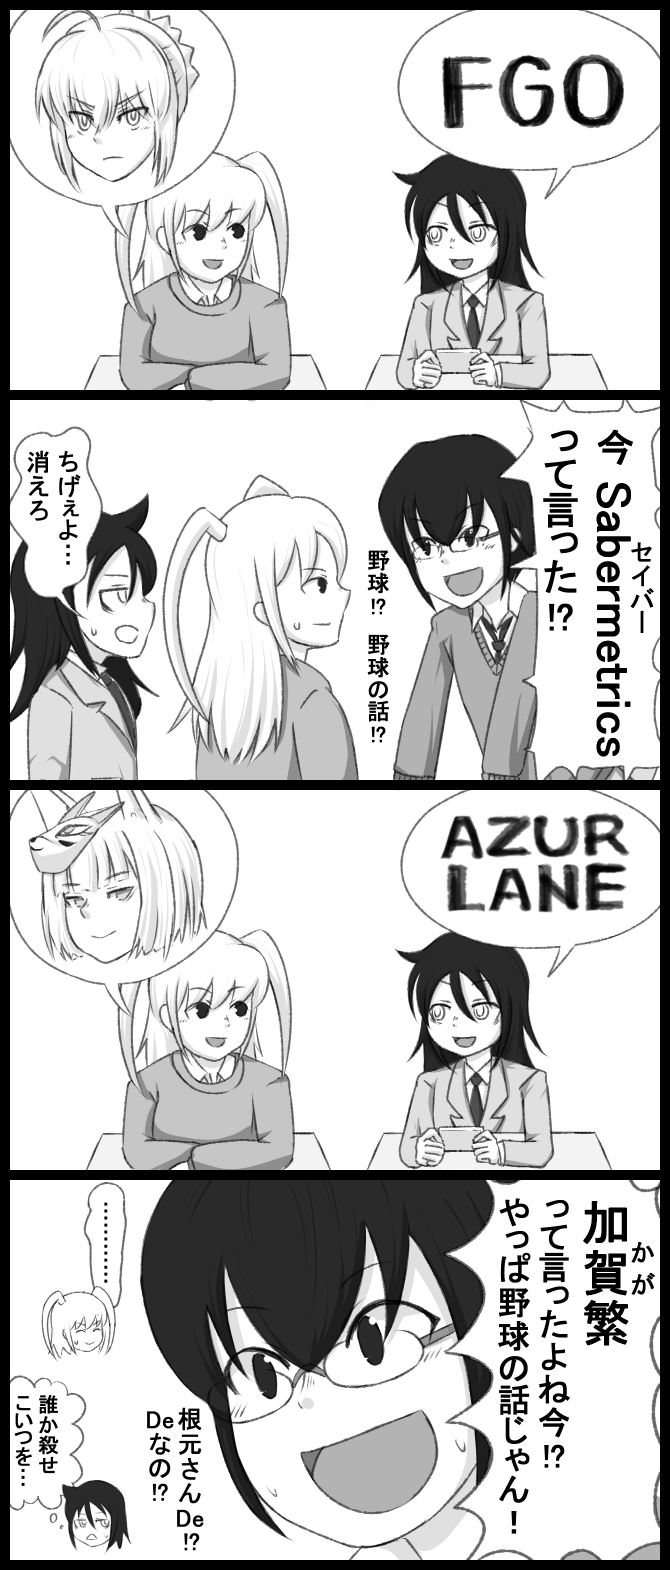 FGO
今 Sabermetrics
セイバー
って言った!?
野球!? 野球の話!?
ちげぇよ…
消えろ
AZUR
LANE
加賀繁
かが
って言ったよね今!?
やっぱ野球の話じゃん!
根元さんDe!?
Deなの!?
…………
誰か殺せ
こいつを…